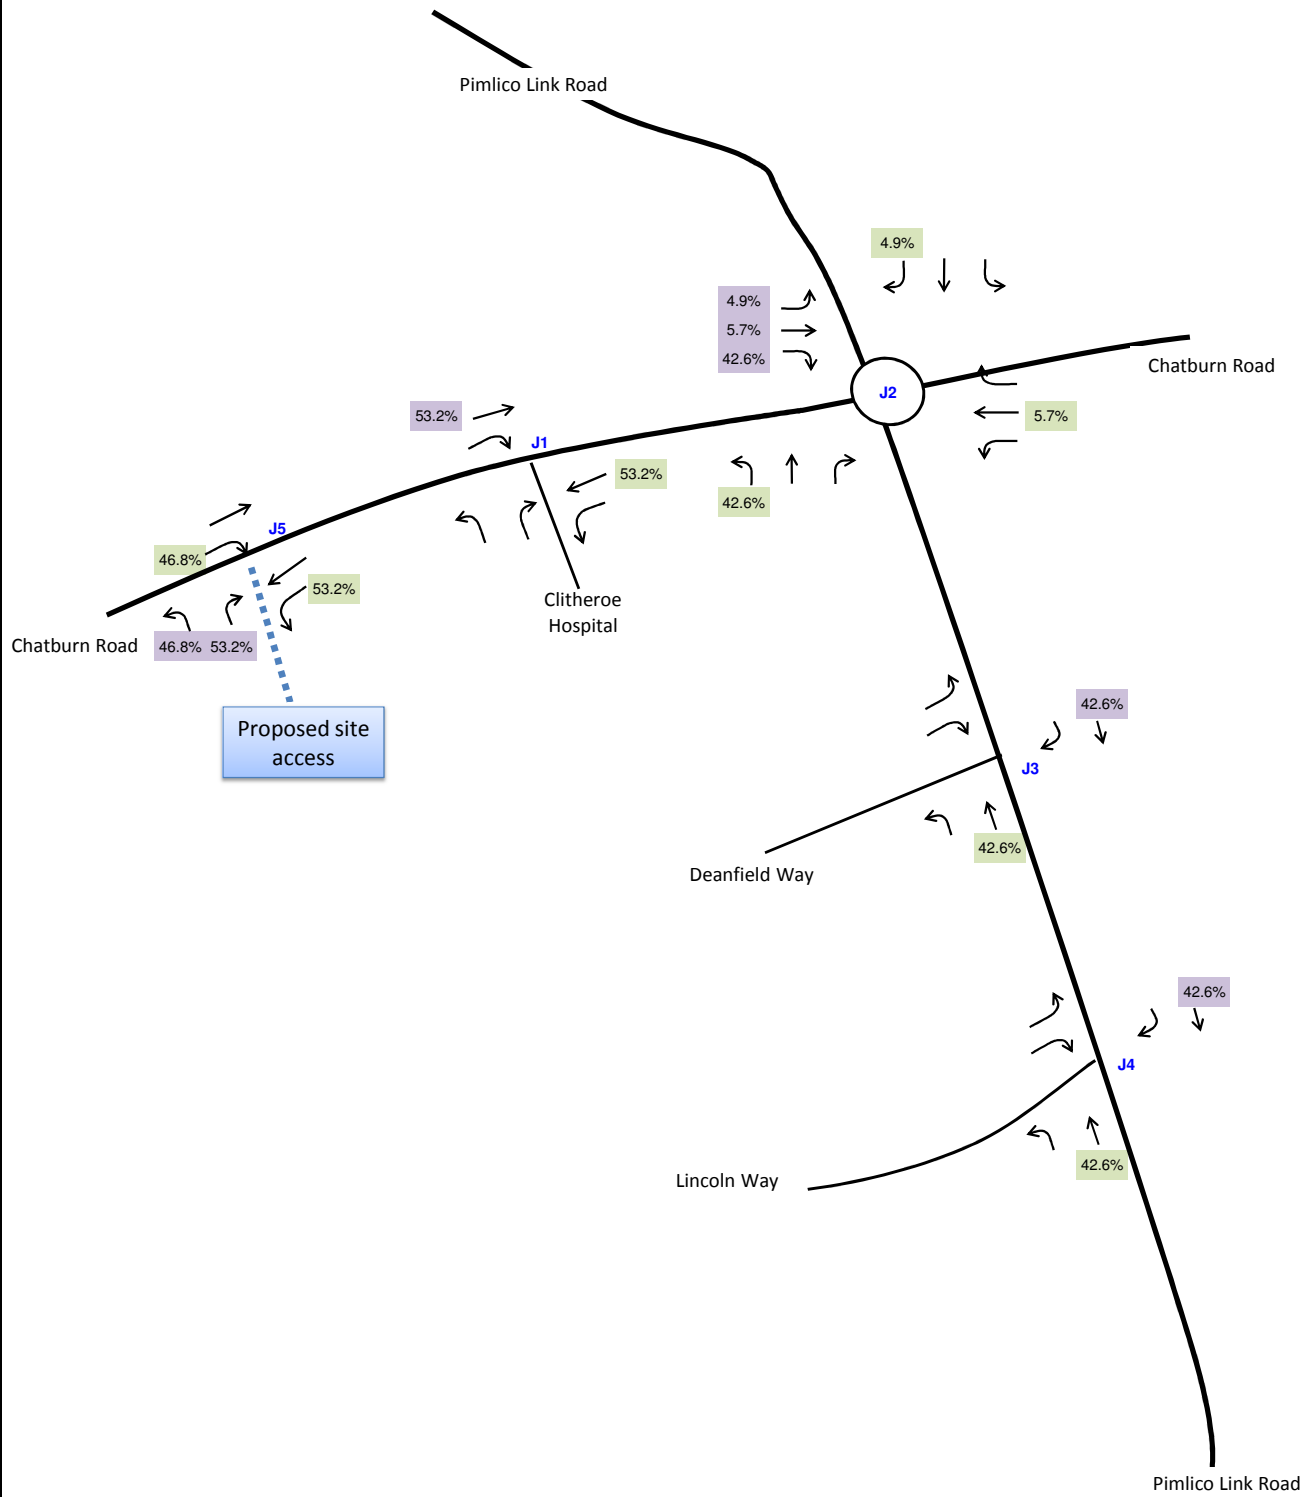 Pimlico Link Road
4.9%
4.9%
5.7%
42.6%
Chatburn Road
J2
53.2%
5.7%
J1
53.2%
42.6%
J5
46.8%
53.2%
Clitheroe
Hospital
Chatburn Road
46.8% 53.2%
42.6%
Proposed site
access
J3
42.6%
Deanfield Way
42.6%
J4
42.6%
Lincoln Way
Pimlico Link Road